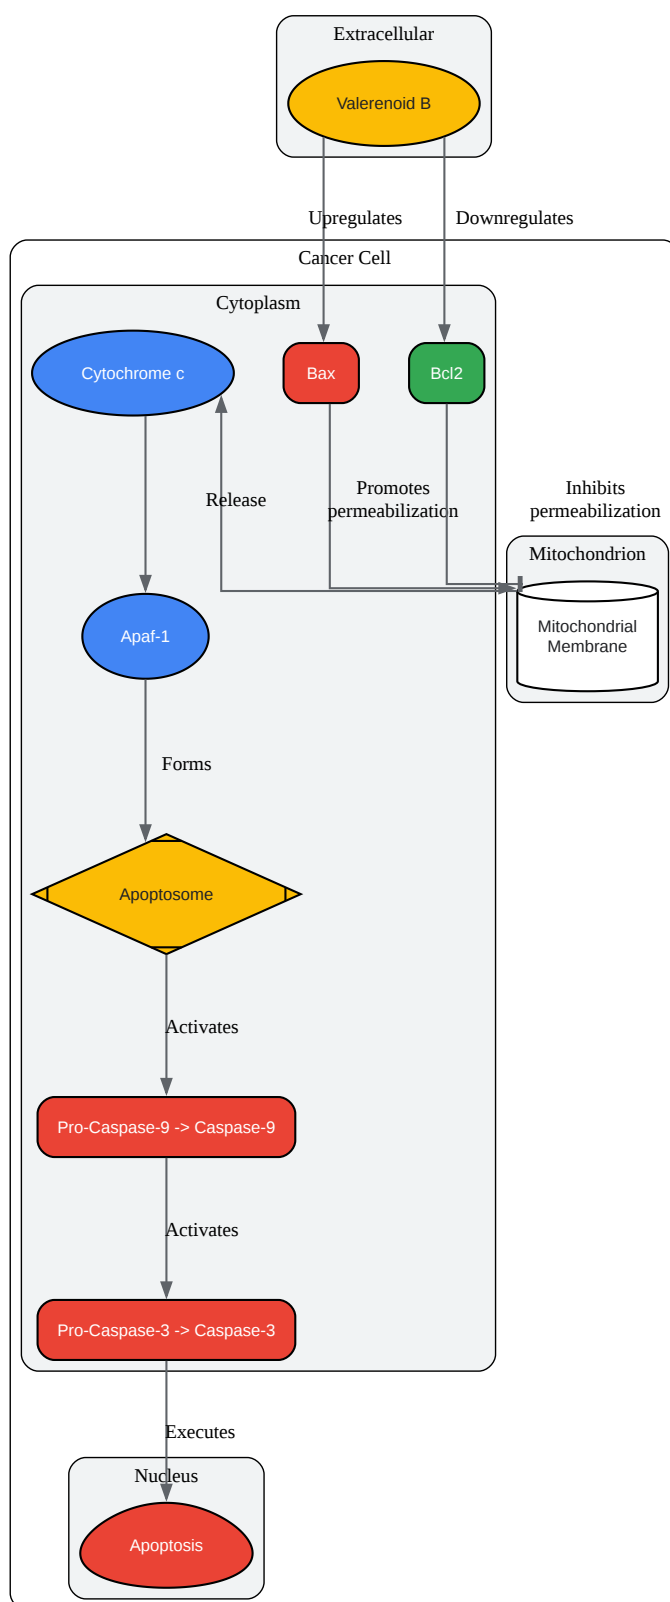 Extracellular
Valerenoid B
Upregulates
Downregulates
Cancer Cell
Cytoplasm
Cytochrome c
Bax
Bcl2
Release
Promotes
permeabilization
Inhibits
permeabilization
Mitochondrion
Mitochondrial
Membrane
Apaf-1
Forms
Apoptosome
Activates
Pro-Caspase-9 -> Caspase-9
Activates
Pro-Caspase-3 -> Caspase-3
Executes
Nucleus
Apoptosis